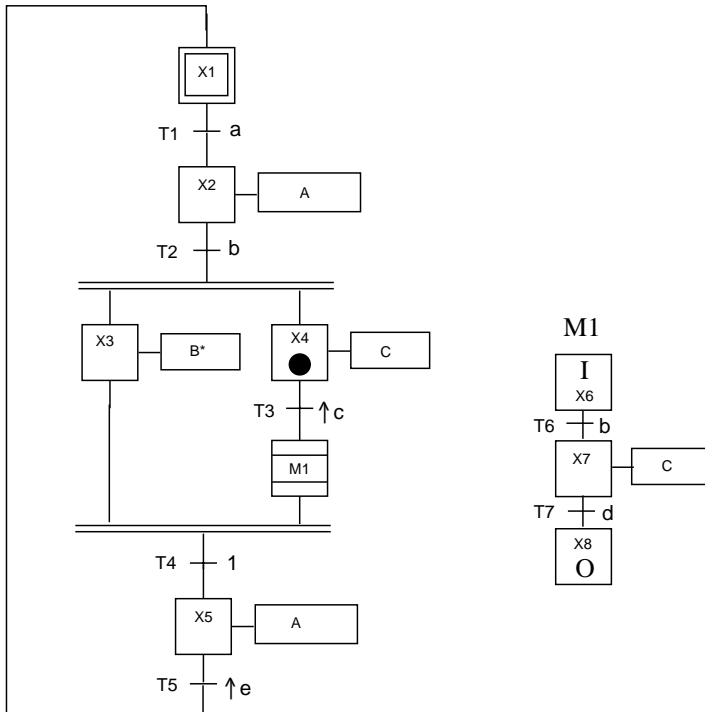 X1
T1 a
X2 A
T2 b
X3 B*
X4 C
T3 ↑c
M1
T4 1
X5 A
T5 ↑e
M1
I
X6
T6 b
X7 C
T7 d
X8
O